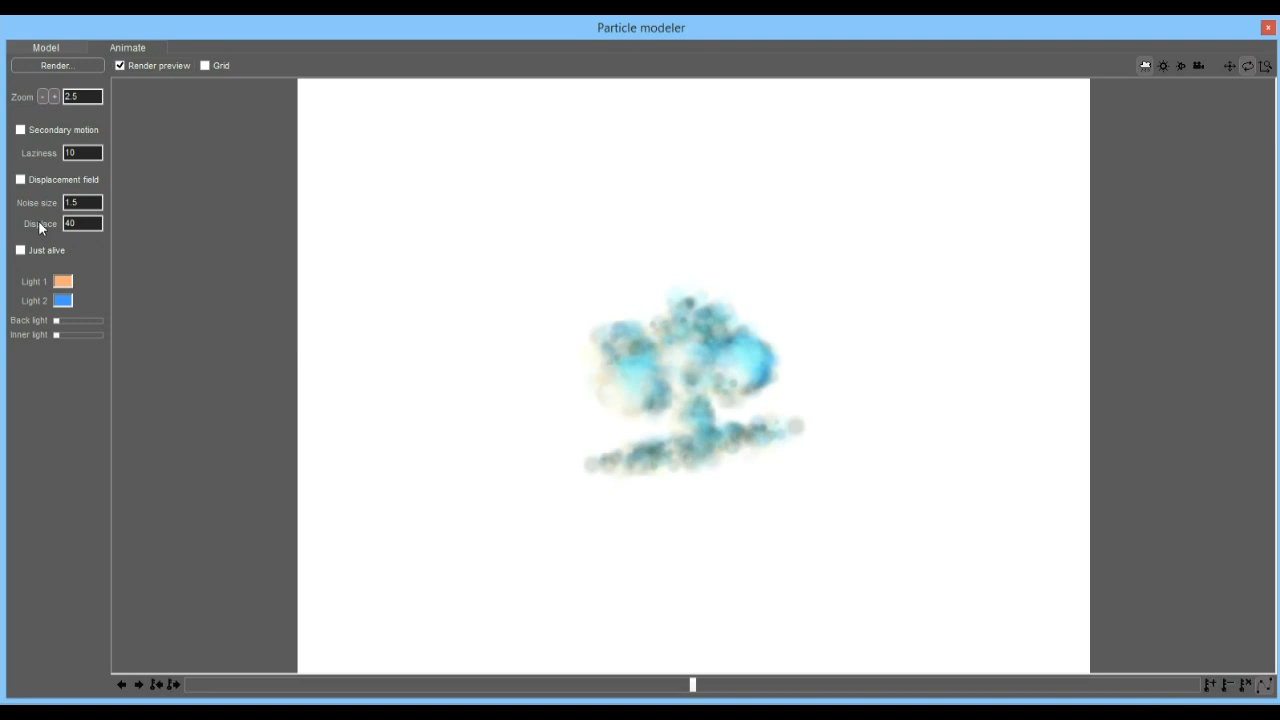 Particle modeler
Model Animate
Render... Render preview Grid
Zoom - + 2.5
Secondary motion
Laziness 10
Displacement field
Noise size 1.5
Displace 40
Just alive
Light 1
Light 2
Back light
Inner light